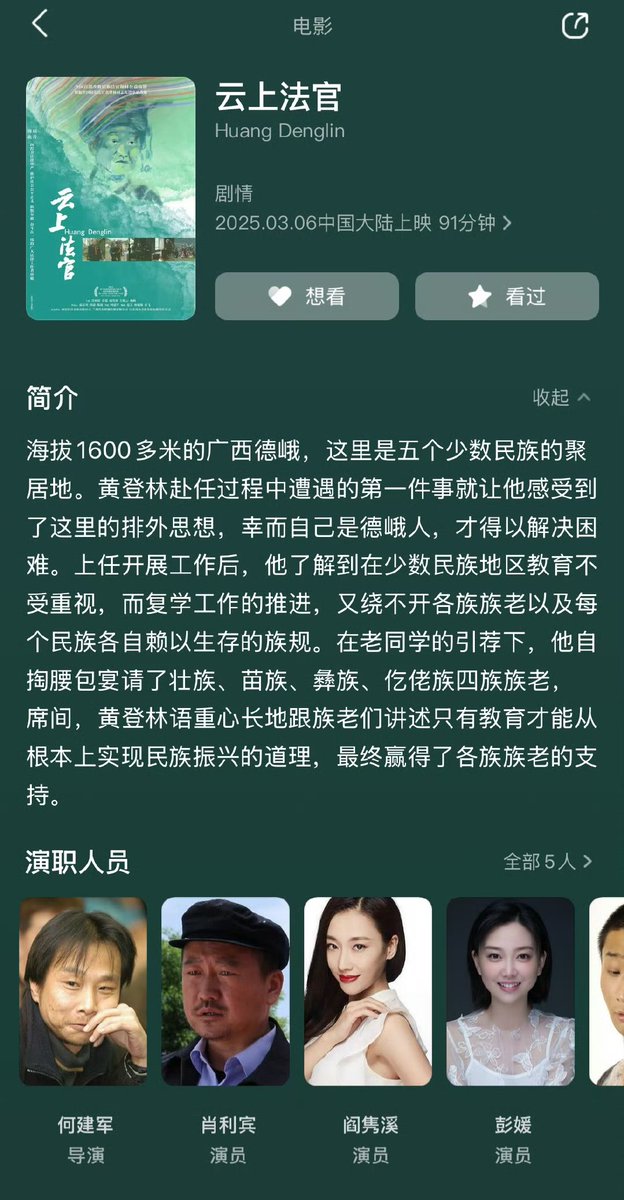 电影
云上法官
Huang Denglin
剧情
2025.03.06中国大陆上映 91分钟
想看
看过
云上法官
Huang Denglin
简介
收起
海拔1600多米的广西德峨，这里是五个少数民族的聚
居地。黄登林赴任过程中遭遇的第一件事就让他感受到
了这里的排外思想，幸而自己是德峨人，才得以解决困
难。上任开展工作后，他了解到在少数民族地区教育不
受重视，而复学工作的推进，又绕不开各族族老以及每
个民族各自赖以生存的族规。在老同学的引荐下，他自
掏腰包宴请了壮族、苗族、彝族、仡佬族四族族老，
席间，黄登林语重心长地跟族老们讲述只有教育才能从
根本上实现民族振兴的道理，最终赢得了各族族老的支
持。
演职人员
全部5人
何建军
导演
肖利宾
演员
阎隽溪
演员
彭媛
演员